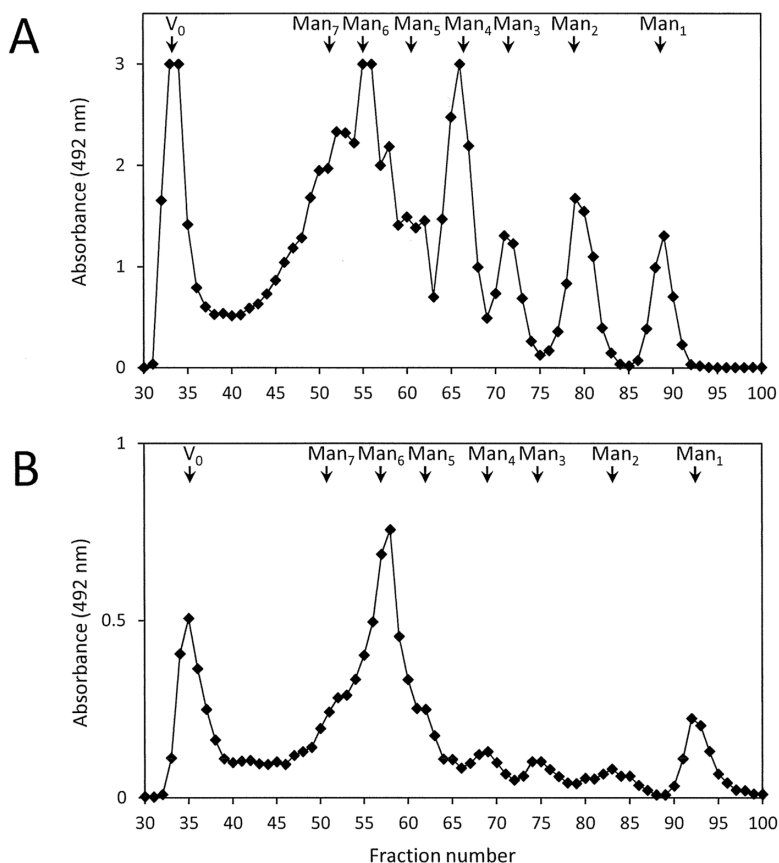 A
V₀ Man₇ Man₆ Man₅ Man₄ Man₃ Man₂ Man₁
3
2
1
0
Absorbance (492 nm)
30 35 40 45 50 55 60 65 70 75 80 85 90 95 100
B
V₀ Man₇ Man₆ Man₅ Man₄ Man₃ Man₂ Man₁
1
0.5
0
Absorbance (492 nm)
30 35 40 45 50 55 60 65 70 75 80 85 90 95 100
Fraction number